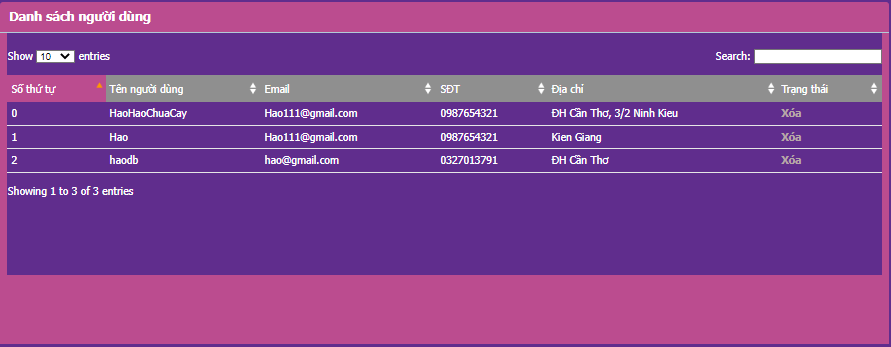 Danh sách người dùng
Show 10 entries Search:
Số thứ tự Tên người dùng Email SĐT Địa chỉ Trạng thái
0 HaoHaoChuaCay Hao111@gmail.com 0987654321 ĐH Cần Thơ, 3/2 Ninh Kieu Xóa
1 Hao Hao111@gmail.com 0987654321 Kien Giang Xóa
2 haodb hao@gmail.com 0327013791 ĐH Cần Thơ Xóa
Showing 1 to 3 of 3 entries